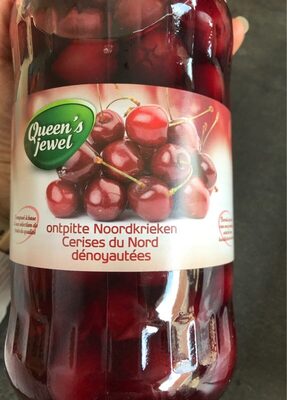 Queen's
jewel
ontpitte Noordkrieken
Cerises du Nord
dénoyautées